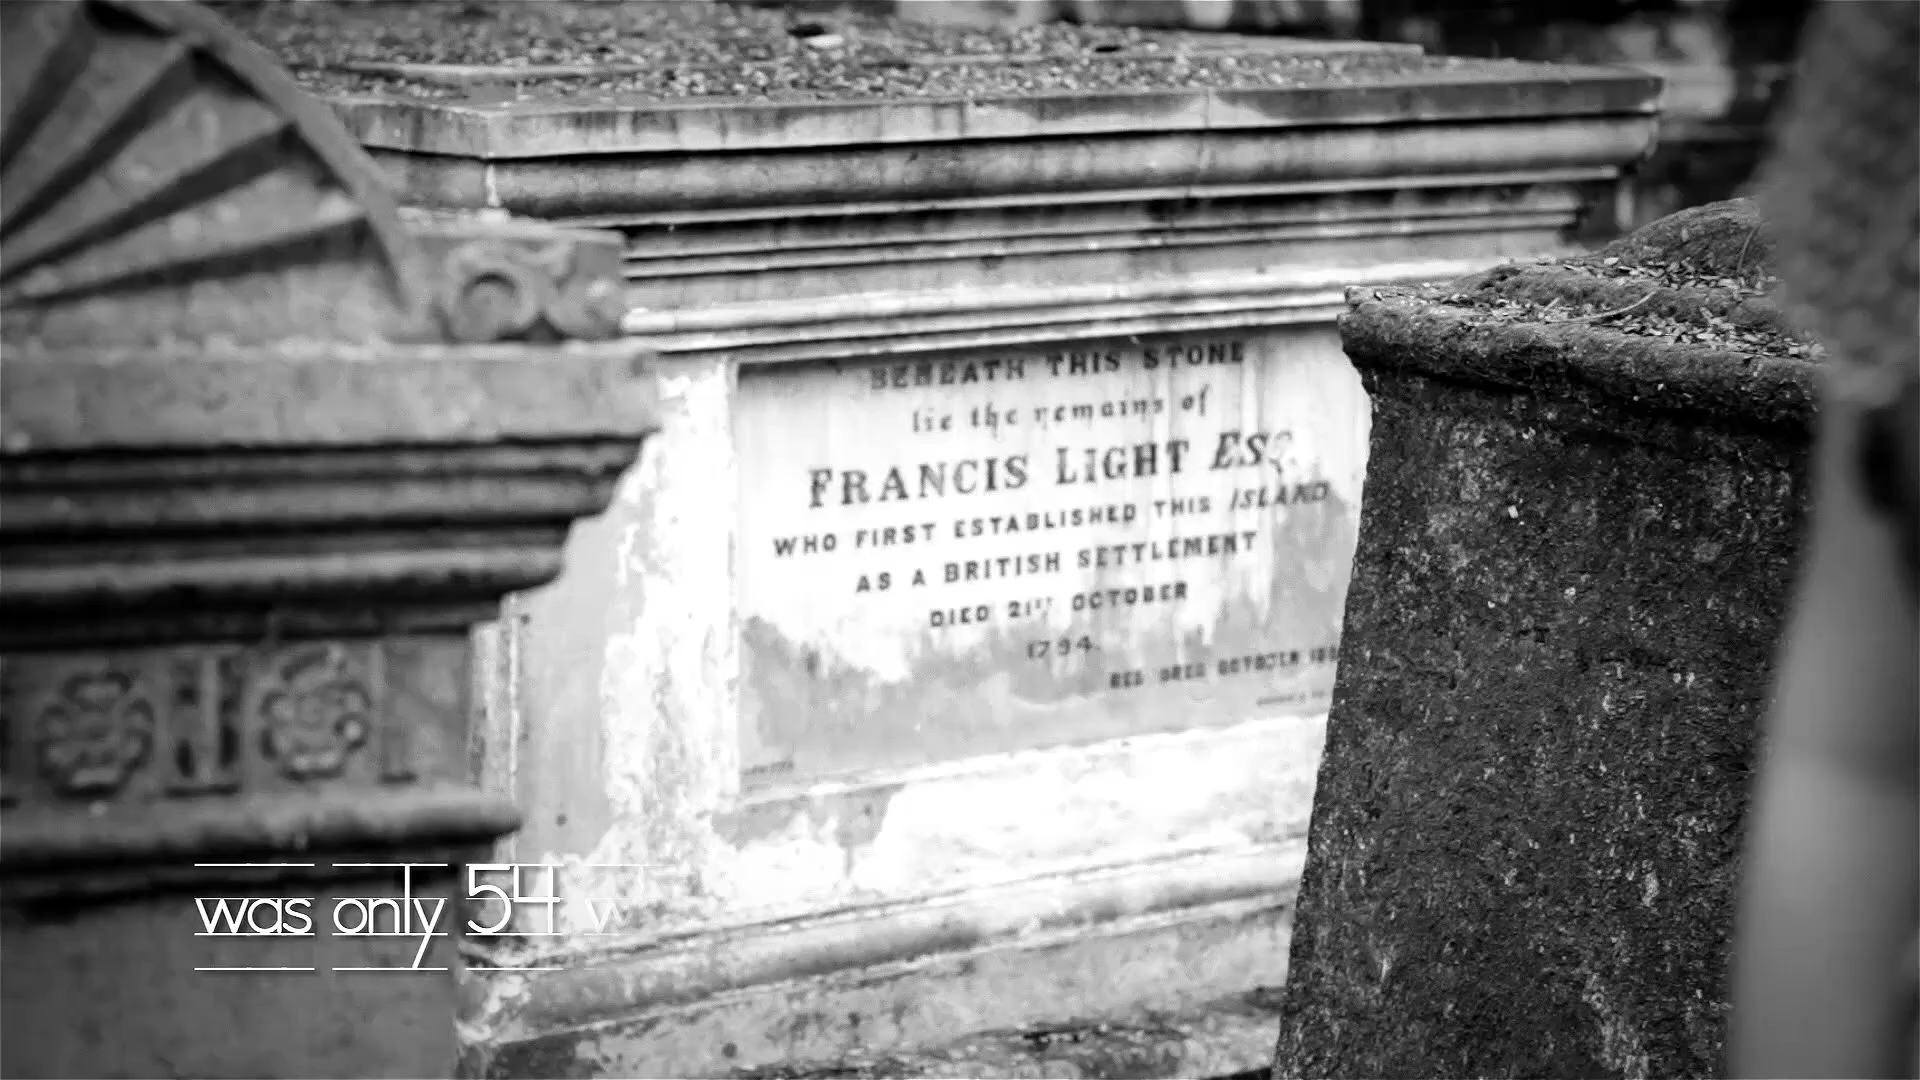 BENEATH THIS STONE
lie the remains of
FRANCIS LIGHT ESQ.
WHO FIRST ESTABLISHED THIS ISLAND
AS A BRITISH SETTLEMENT
DIED 21ST OCTOBER
1794.
OCTOBER
was only 54 w